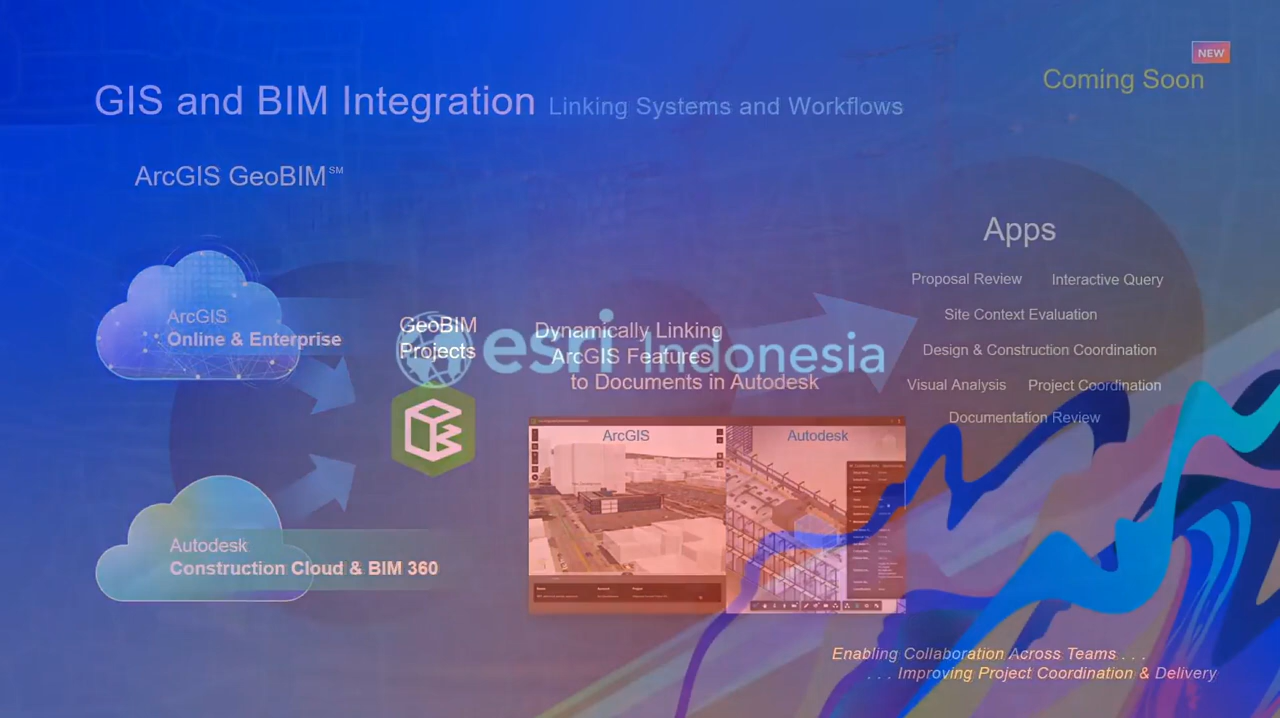 NEW
Coming Soon
GIS and BIM Integration Linking Systems and Workflows
ArcGIS GeoBIM℠
Apps
Proposal Review Interactive Query
Site Context Evaluation
Design & Construction Coordination
Visual Analysis Project Coordination
Documentation Review
ArcGIS
Online & Enterprise
GeoBIM
Projects
esri Indonesia
Dynamically Linking
ArcGIS Features
to Documents in Autodesk
ArcGIS
Autodesk
Autodesk
Construction Cloud & BIM 360
Enabling Collaboration Across Teams . . .
. . . Improving Project Coordination & Delivery